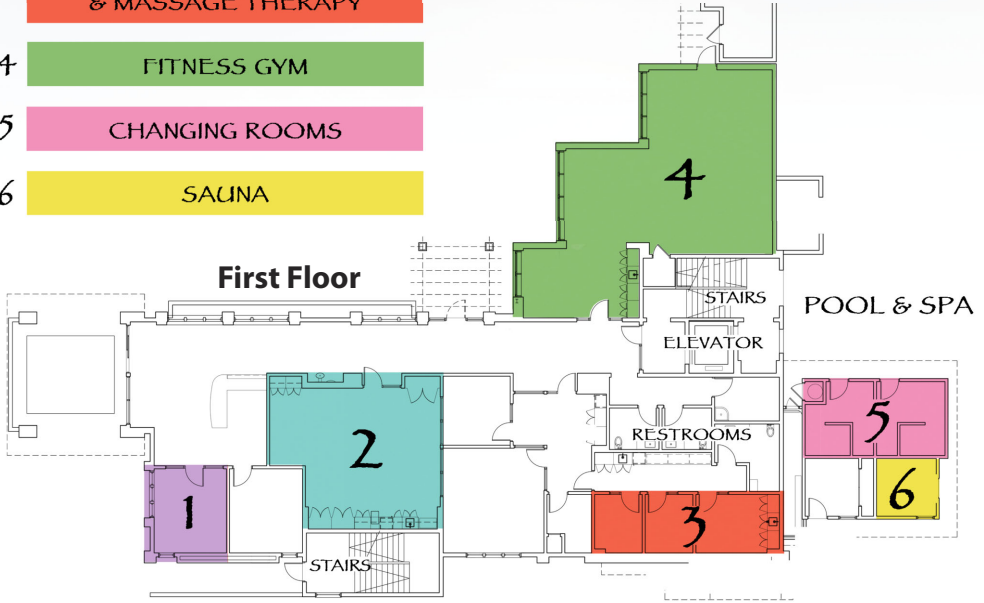 & MASSAGE THERAPY
4 FITNESS GYM
5 CHANGING ROOMS
6 SAUNA
First Floor
4
STAIRS
POOL & SPA
ELEVATOR
2
5
RESTROOMS
1
6
3
STAIRS